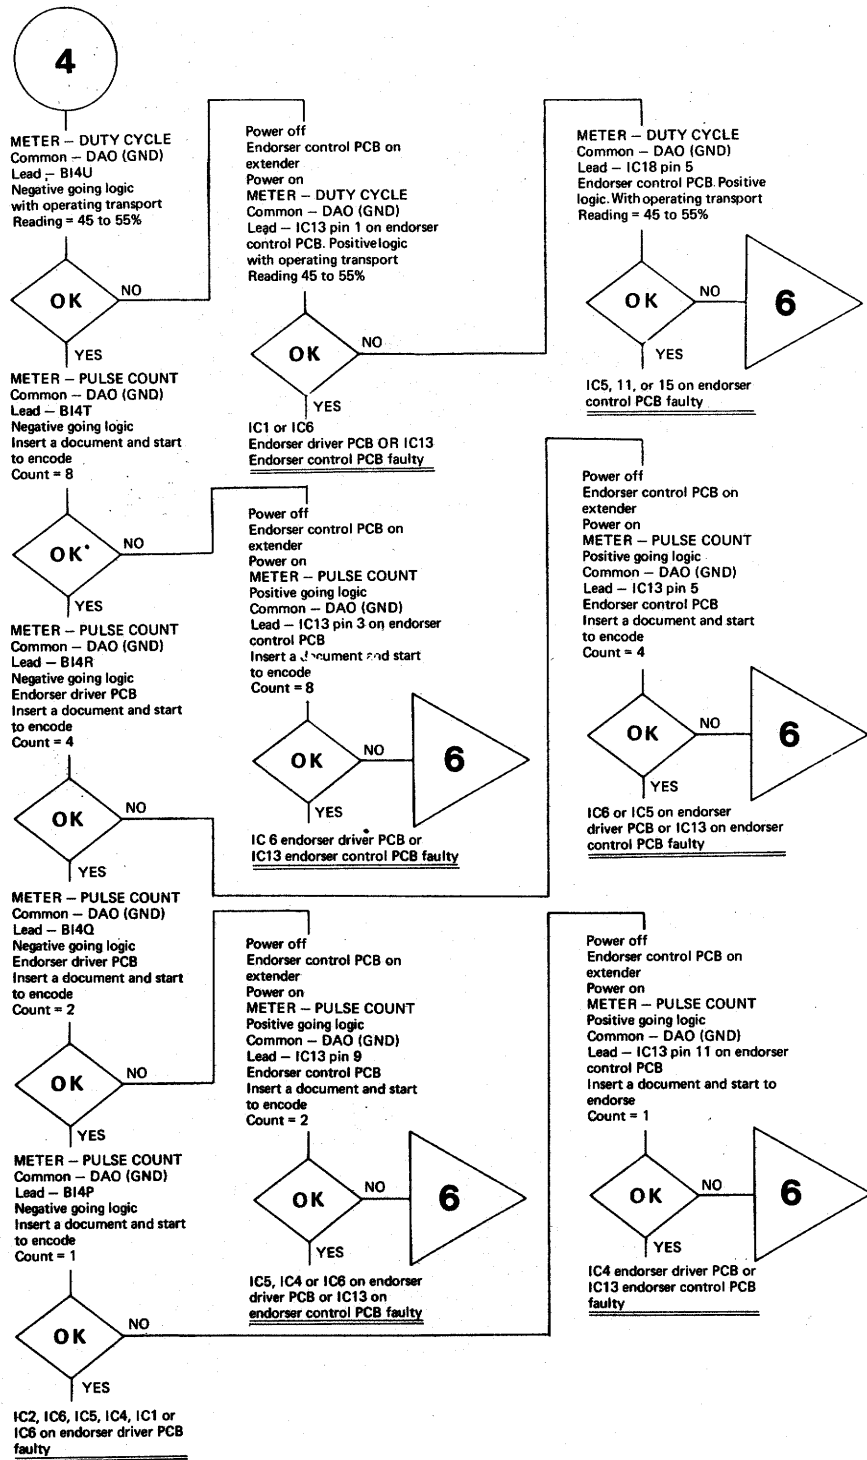 4
METER – DUTY CYCLE
Common – DAO (GND)
Lead – BI4U
Negative going logic
with operating transport
Reading = 45 to 55%
OK
NO
YES
METER – PULSE COUNT
Common – DAO (GND)
Lead – BI4T
Negative going logic
Insert a document and start
to encode
Count = 8
OK
NO
YES
METER – PULSE COUNT
Common – DAO (GND)
Lead – BI4R
Negative going logic
Endorser driver PCB
Insert a document and start
to encode
Count = 4
OK
NO
YES
METER – PULSE COUNT
Common – DAO (GND)
Lead – BI4Q
Negative going logic
Endorser driver PCB
Insert a document and start
to encode
Count = 2
OK
NO
YES
METER – PULSE COUNT
Common – DAO (GND)
Lead – BI4P
Negative going logic
Insert a document and start
to encode
Count = 1
OK
NO
YES
IC2, IC6, IC5, IC4, IC1 or
IC6 on endorser driver PCB
faulty
Power off
Endorser control PCB on
extender
Power on
METER – DUTY CYCLE
Common – DAO (GND)
Lead – IC13 pin 1 on endorser
control PCB. Positive logic
with operating transport
Reading 45 to 55%
OK
NO
YES
IC1 or IC6
Endorser driver PCB OR IC13
Endorser control PCB faulty
Power off
Endorser control PCB on
extender
Power on
METER – PULSE COUNT
Positive going logic
Common – DAO (GND)
Lead – IC13 pin 3 on endorser
control PCB
Insert a document and start
to encode
Count = 8
OK
NO
6
YES
IC 6 endorser driver PCB or
IC13 endorser control PCB faulty
Power off
Endorser control PCB on
extender
Power on
METER – PULSE COUNT
Positive going logic
Common – DAO (GND)
Lead – IC13 pin 9
Endorser control PCB
Insert a document and start
to encode
Count = 2
OK
NO
6
YES
IC5, IC4 or IC6 on endorser
driver PCB or IC13 on
endorser control PCB faulty
METER – DUTY CYCLE
Common – DAO (GND)
Lead – IC18 pin 5
Endorser control PCB. Positive
logic. With operating transport
Reading = 45 to 55%
OK
NO
6
YES
IC5, 11, or 15 on endorser
control PCB faulty
Power off
Endorser control PCB on
extender
Power on
METER – PULSE COUNT
Positive going logic
Common – DAO (GND)
Lead – IC13 pin 5
Endorser control PCB
Insert a document and start
to encode
Count = 4
OK
NO
6
YES
IC6 or IC5 on endorser
driver PCB or IC13 on endorser
control PCB faulty
Power off
Endorser control PCB on
extender
Power on
METER – PULSE COUNT
Positive going logic
Common – DAO (GND)
Lead – IC13 pin 11 on endorser
control PCB
Insert a document and start to
endorse
Count = 1
OK
NO
6
YES
IC4 endorser driver PCB or
IC13 endorser control PCB
faulty